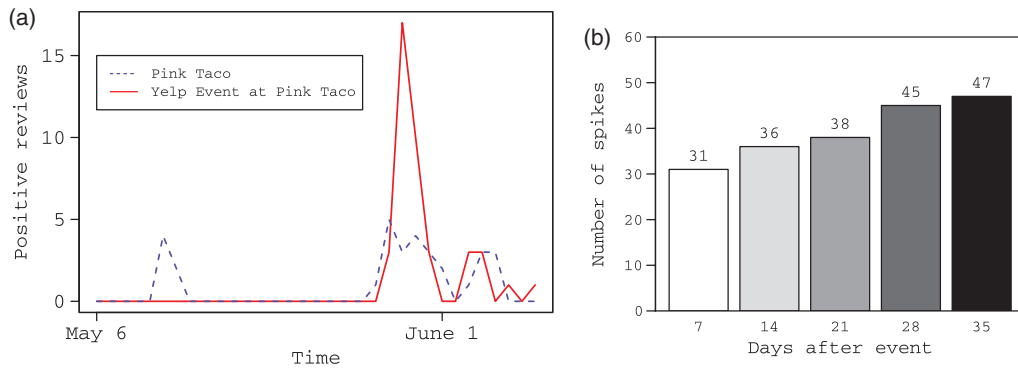 (a)
Positive reviews
15
10
5
0
Pink Taco
Yelp Event at Pink Taco
May 6
June 1
Time
(b)
Number of spikes
60
50
40
30
20
10
0
31
36
38
45
47
7
14
21
28
35
Days after event